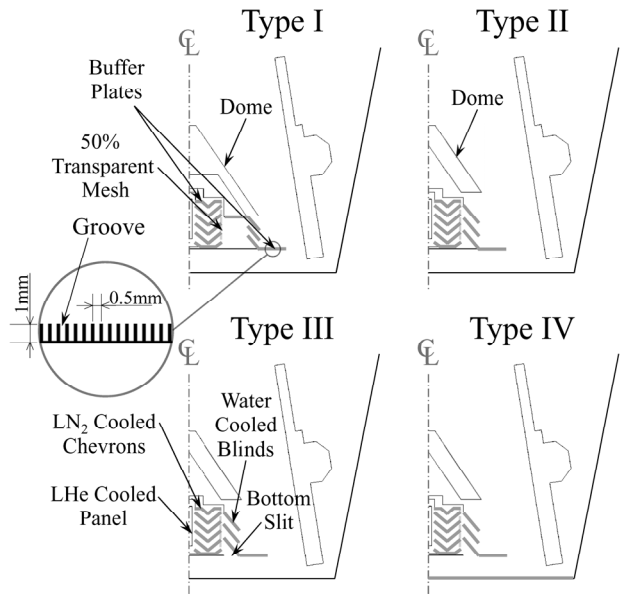 Type I
Type II
℄
℄
Buffer
Plates
Dome
Dome
50%
Transparent
Mesh
Groove
1mm
0.5mm
Type III
Type IV
℄
℄
LN2 Cooled
Chevrons
Water
Cooled
Blinds
LHe Cooled
Panel
Bottom
Slit